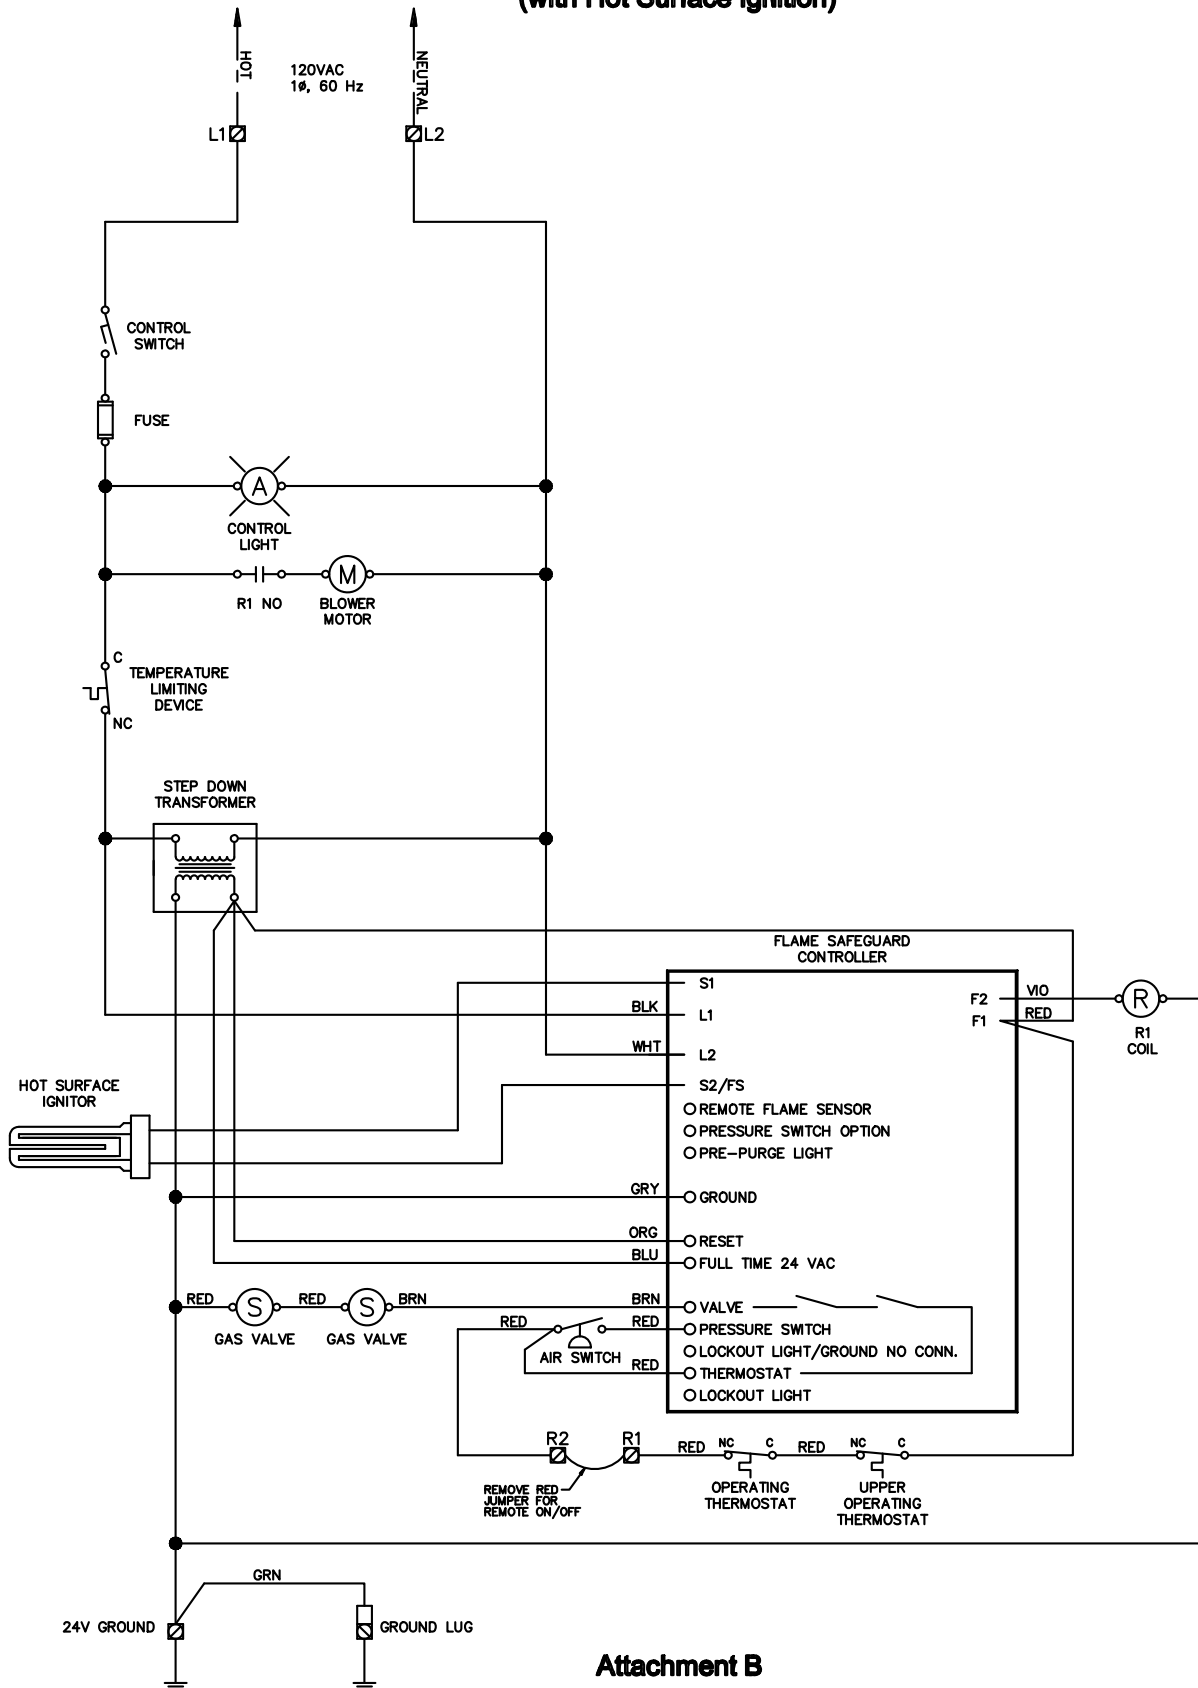 (with Hot Surface Ignition)
HOT
120VAC
1ø, 60 Hz
NEUTRAL
L1
L2
CONTROL
SWITCH
FUSE
A
CONTROL
LIGHT
R1 NO
M
BLOWER
MOTOR
C
TEMPERATURE
LIMITING
DEVICE
NC
STEP DOWN
TRANSFORMER
FLAME SAFEGUARD
CONTROLLER
S1
BLK
L1
WHT
L2
S2/FS
F2
VIO
F1
RED
R
R1
COIL
HOT SURFACE
IGNITOR
REMOTE FLAME SENSOR
PRESSURE SWITCH OPTION
PRE-PURGE LIGHT
GRY
GROUND
ORG
RESET
BLU
FULL TIME 24 VAC
RED
S
RED
S
BRN
BRN
VALVE
GAS VALVE
GAS VALVE
RED
RED
PRESSURE SWITCH
AIR SWITCH
LOCKOUT LIGHT/GROUND NO CONN.
RED
THERMOSTAT
LOCKOUT LIGHT
R2
R1
RED
NC
C
RED
NC
C
REMOVE RED
JUMPER FOR
REMOTE ON/OFF
OPERATING
THERMOSTAT
UPPER
OPERATING
THERMOSTAT
GRN
24V GROUND
GROUND LUG
Attachment B